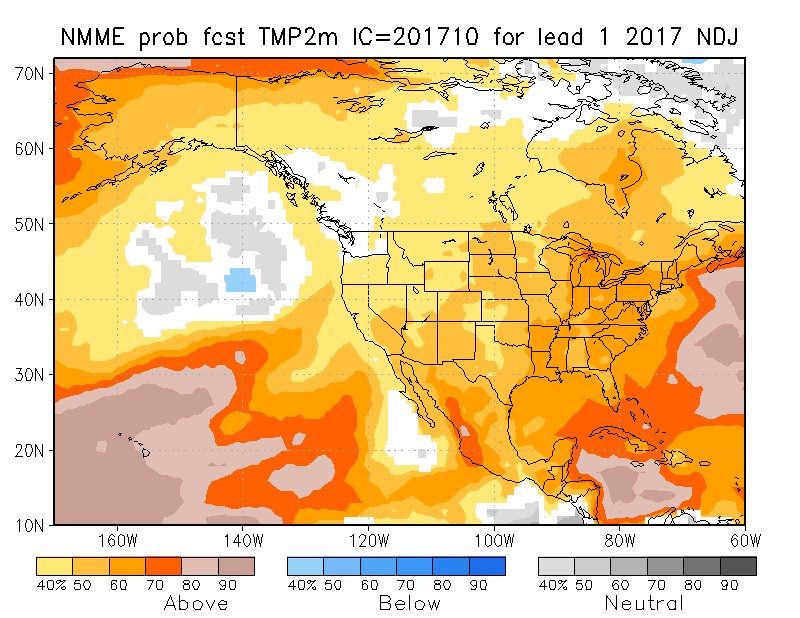 NMME prob fcst TMP2m IC=201710 for lead 1 2017 NDJ
70N
60N
50N
40N
30N
20N
10N
160W 140W 120W 100W 80W 60W
40% 50 60 70 80 90 40% 50 60 70 80 90 40% 50 60 70 80 90
Above Below Neutral